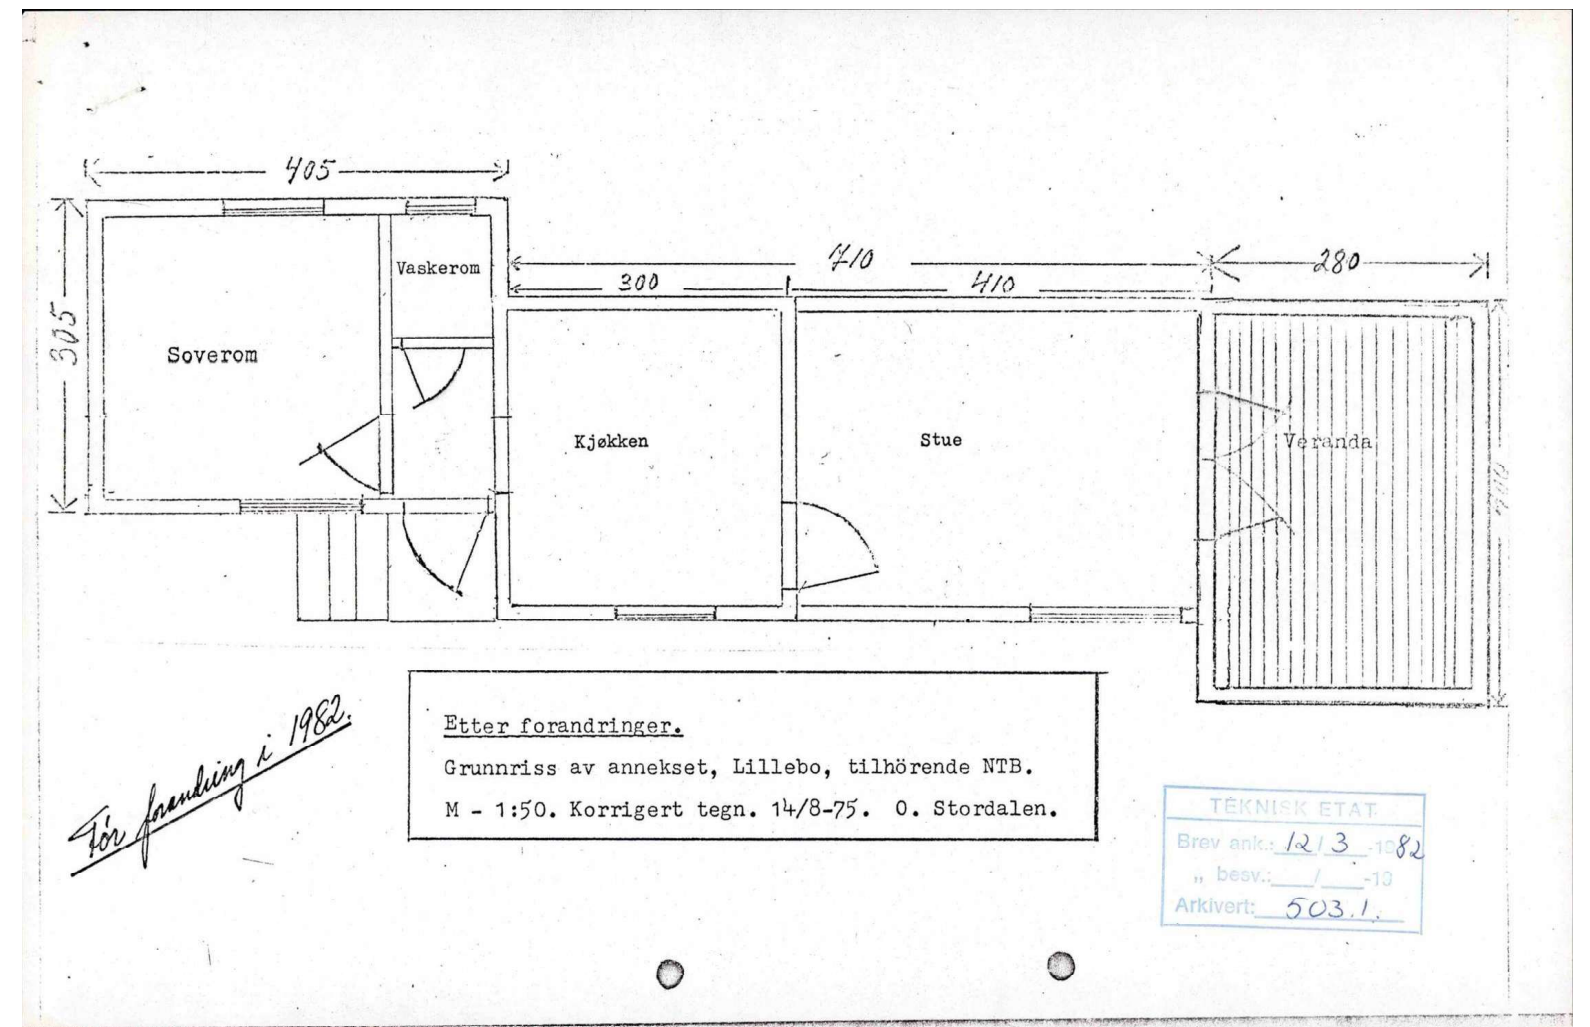 405
305
Vaskerom
Soverom
710
300
410
280
Kjøkken
Stue
Veranda
400
Før forandring i 1982.
Etter forandringer.
Grunnriss av annekset, Lillebo, tilhörende NTB.
M - 1:50. Korrigert tegn. 14/8-75. O. Stordalen.
TEKNISK ETAT
Brev ank.: 12/3 -1982
„ besv.: / -19
Arkivert: 503.1.